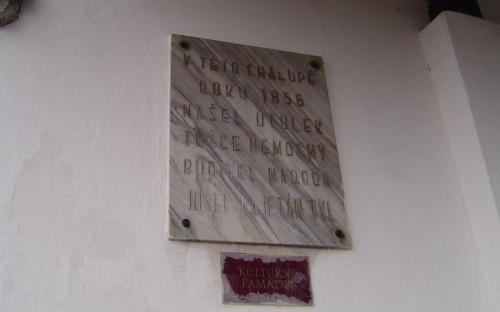 V TÉTO CHALUPĚ
ROKU 1856
NAŠEL ÚTULEK
TĚŽCE NEMOCNÝ
BUDITEL NÁRODA
JOSEF KAJETÁN TYL
KULTURNÍ
PAMÁTKA